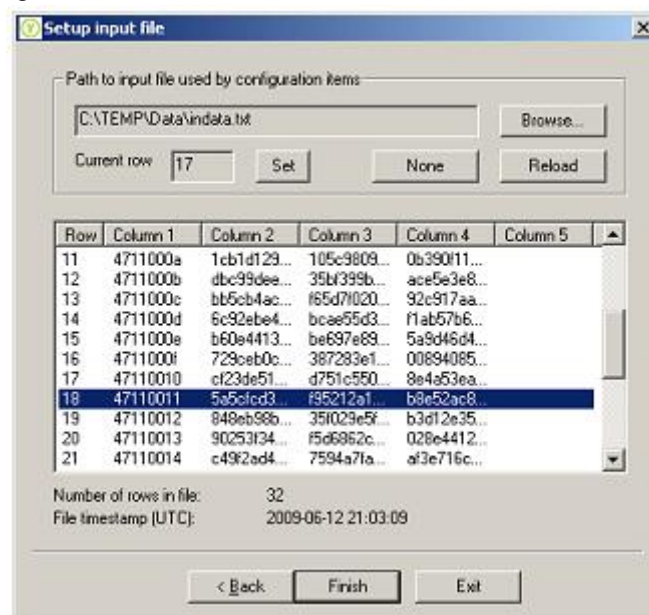 Setup input file
Path to input file used by configuration items
C:\TEMP\Data\indata.txt Browse...
Current row 17 Set None Reload
Row Column 1 Column 2 Column 3 Column 4 Column 5
11 4711000a 1cb1d129... 105c9809... 0b390f11...
12 4711000b dbc99dee... 35bf399b... ace5e3e8...
13 4711000c bb5cb4ac... f65d7f020... 92c917aa...
14 4711000d 6c92ebe4... bcae55d3... f1ab57b6...
15 4711000e b60e4413... be697e89... 5a9d46d4...
16 4711000f 729ceb0c... 387283e1... 00894085...
17 47110010 cf23de51... d751c550... 8e4a53ea...
18 47110011 5a5cfcd3... f95212a1... b8e52ac8...
19 47110012 848eb98b... 35f029e5f... b3d12e35...
20 47110013 90253f34... f5d6862c... 028e4412...
21 47110014 c49f2ad4... 7594a7fa... af3e716c...
Number of rows in file: 32
File timestamp (UTC): 2009-06-12 21:03:09
< Back Finish Exit